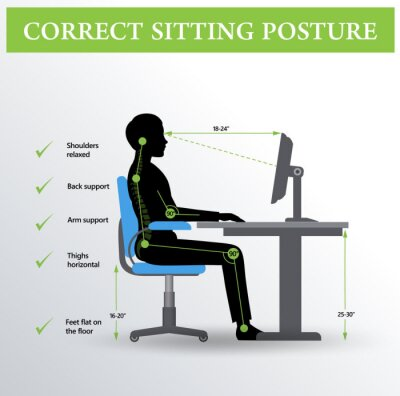 CORRECT SITTING POSTURE
18-24"
Shoulders
relaxed
Back support
Arm support
90°
Thighs
horizontal
90°
16-20"
25-30"
Feet flat on
the floor